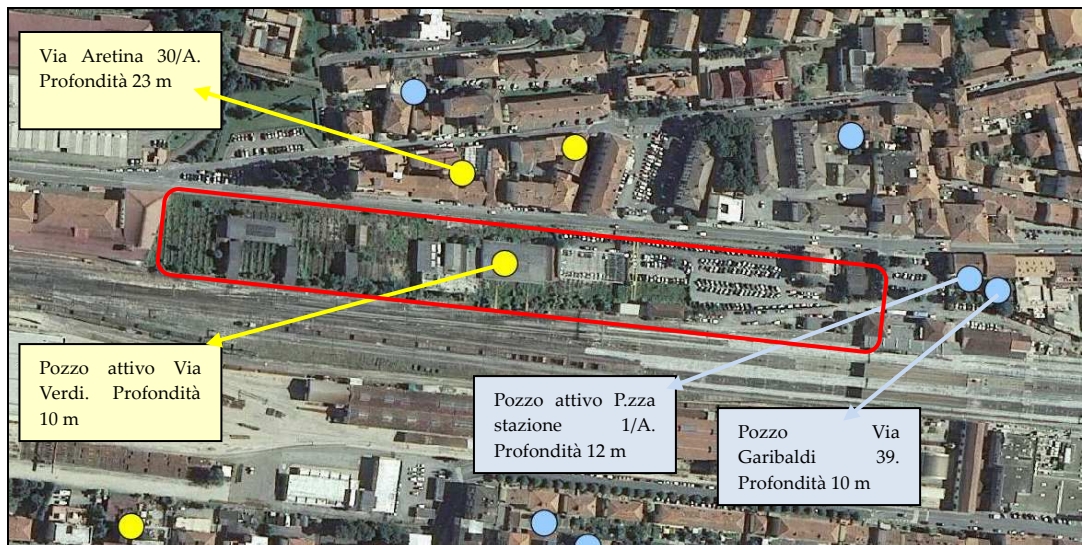 Via Aretina 30/A.
Profondità 23 m
Pozzo attivo Via
Verdi. Profondità
10 m
Pozzo attivo P.zza
stazione 1/A.
Profondità 12 m
Pozzo Via
Garibaldi 39.
Profondità 10 m